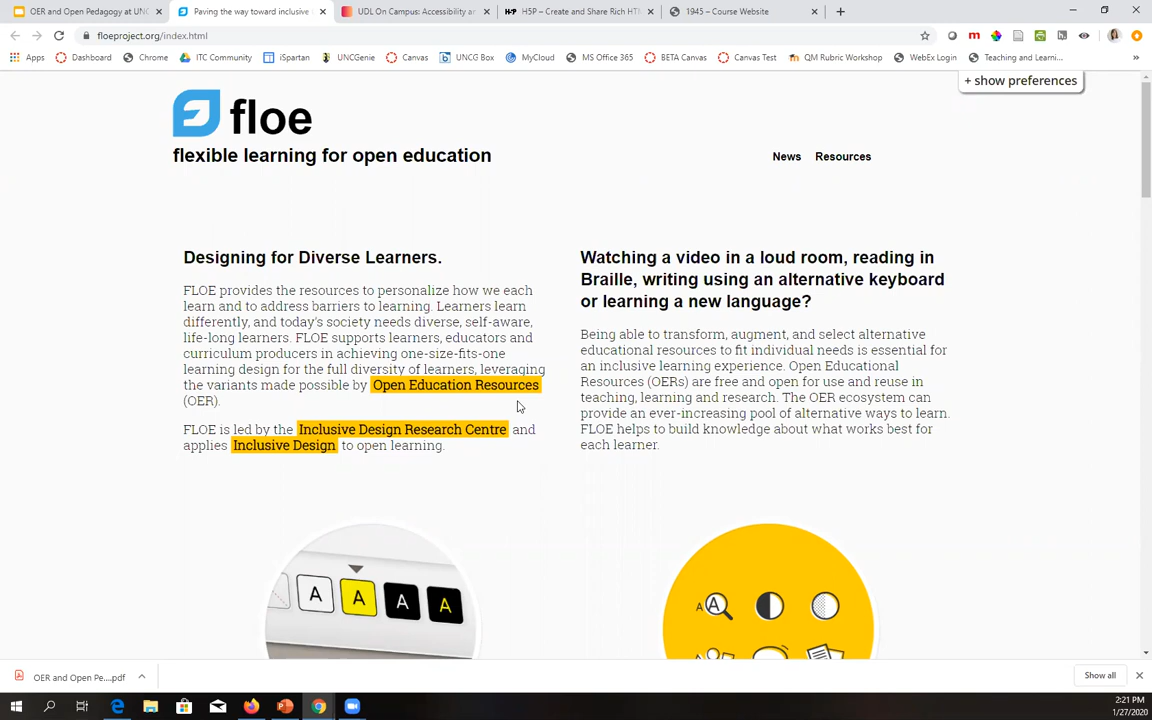 OER and Open Pedagogy at UNC
Paving the way toward inclusive
UDL On Campus: Accessibility a
H5P – Create and Share Rich HT
1945 – Course Website
floeproject.org/index.html
Apps
Dashboard
Chrome
ITC Community
iSpartan
UNCGenie
Canvas
UNCG Box
MyCloud
MS Office 365
BETA Canvas
Canvas Test
QM Rubric Workshop
WebEx Login
Teaching and Learni...
+ show preferences
floe
flexible learning for open education
News
Resources
Designing for Diverse Learners.
FLOE provides the resources to personalize how we each
learn and to address barriers to learning. Learners learn
differently, and today's society needs diverse, self-aware,
life-long learners. FLOE supports learners, educators and
curriculum producers in achieving one-size-fits-one
learning design for the full diversity of learners, leveraging
the variants made possible by Open Education Resources
(OER).
FLOE is led by the Inclusive Design Research Centre and
applies Inclusive Design to open learning.
Watching a video in a loud room, reading in
Braille, writing using an alternative keyboard
or learning a new language?
Being able to transform, augment, and select alternative
educational resources to fit individual needs is essential for
an inclusive learning experience. Open Educational
Resources (OERs) are free and open for use and reuse in
teaching, learning and research. The OER ecosystem can
provide an ever-increasing pool of alternative ways to learn.
FLOE helps to build knowledge about what works best for
each learner.
A A A A
A A
OER and Open Pe....pdf
Show all
2:21 PM
1/27/2020